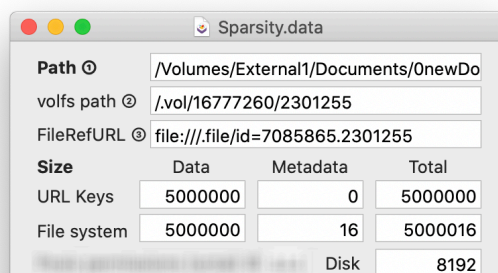 Sparsity.data
Path ① /Volumes/External1/Documents/0newDo
volfs path ② /.vol/16777260/2301255
FileRefURL ③ file:///.file/id=7085865.2301255
Size Data Metadata Total
URL Keys 5000000 0 5000000
File system 5000000 16 5000016
Disk 8192